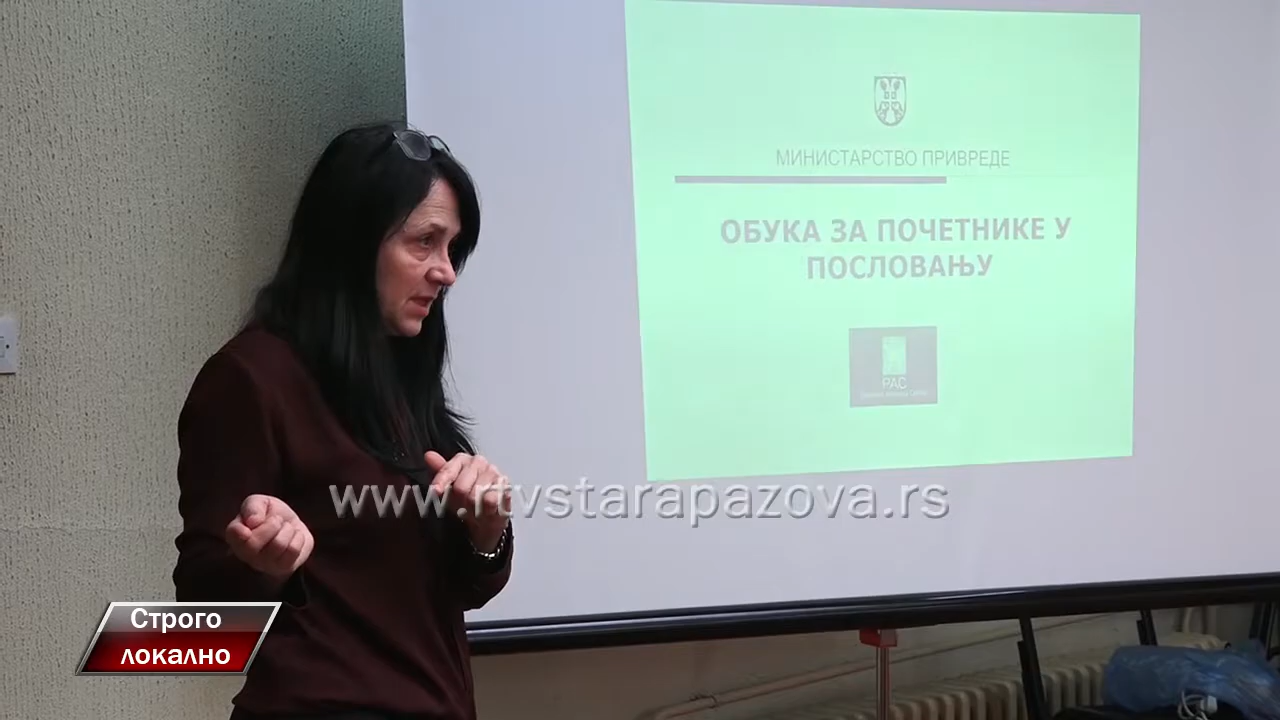 МИНИСТАРСТВО ПРИВРЕДЕ
ОБУКА ЗА ПОЧЕТНИКЕ У
ПОСЛОВАЊУ
РАС
www.rtvstarapazova.rs
Строго
локално